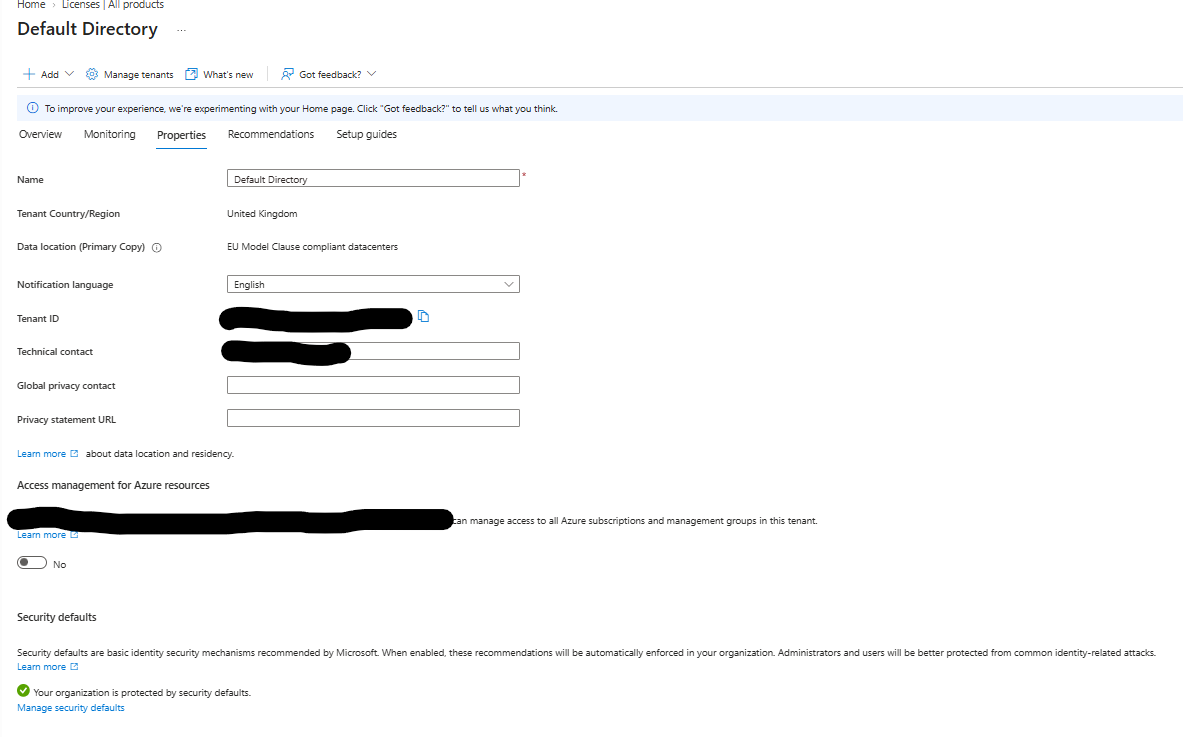 Home > Licenses | All products
Default Directory ...
Add Manage tenants What's new Got feedback?
To improve your experience, we're experimenting with your Home page. Click "Got feedback?" to tell us what you think.
Overview Monitoring Properties Recommendations Setup guides
Name Default Directory *
Tenant Country/Region United Kingdom
Data location (Primary Copy) EU Model Clause compliant datacenters
Notification language English
Tenant ID
Technical contact
Global privacy contact
Privacy statement URL
Learn more about data location and residency.
Access management for Azure resources
can manage access to all Azure subscriptions and management groups in this tenant.
Learn more
No
Security defaults
Security defaults are basic identity security mechanisms recommended by Microsoft. When enabled, these recommendations will be automatically enforced in your organization. Administrators and users will be better protected from common identity-related attacks.
Learn more
Your organization is protected by security defaults.
Manage security defaults